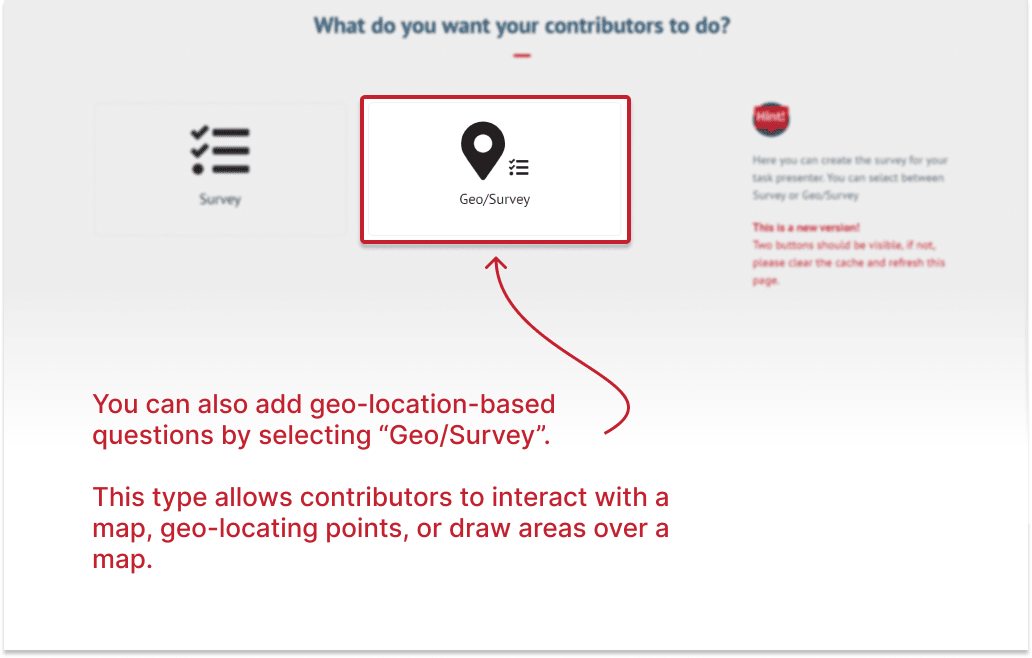 What do you want your contributors to do?
Survey
Geo/Survey
Hint!
Here you can create the survey for your
task presenter. You can select between
Survey or Geo/Survey
This is a new version!
Two buttons should be visible, if not,
please clear the cache and refresh this
page.
You can also add geo-location-based
questions by selecting “Geo/Survey”.
This type allows contributors to interact with a
map, geo-locating points, or draw areas over a
map.